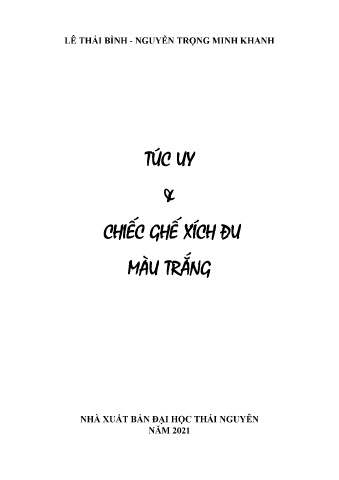 LÊ THÁI BÌNH - NGUYỄN TRỌNG MINH KHANH
TÚC UY
&
CHIẾC GHẾ XÍCH ĐU
MÀU TRẮNG
NHÀ XUẤT BẢN ĐẠI HỌC THÁI NGUYÊN
NĂM 2021